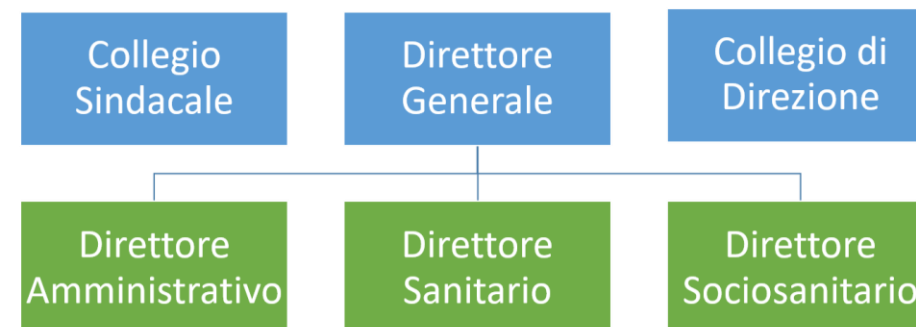 Collegio
Sindacale
Direttore
Generale
Collegio di
Direzione
Direttore
Amministrativo
Direttore
Sanitario
Direttore
Sociosanitario